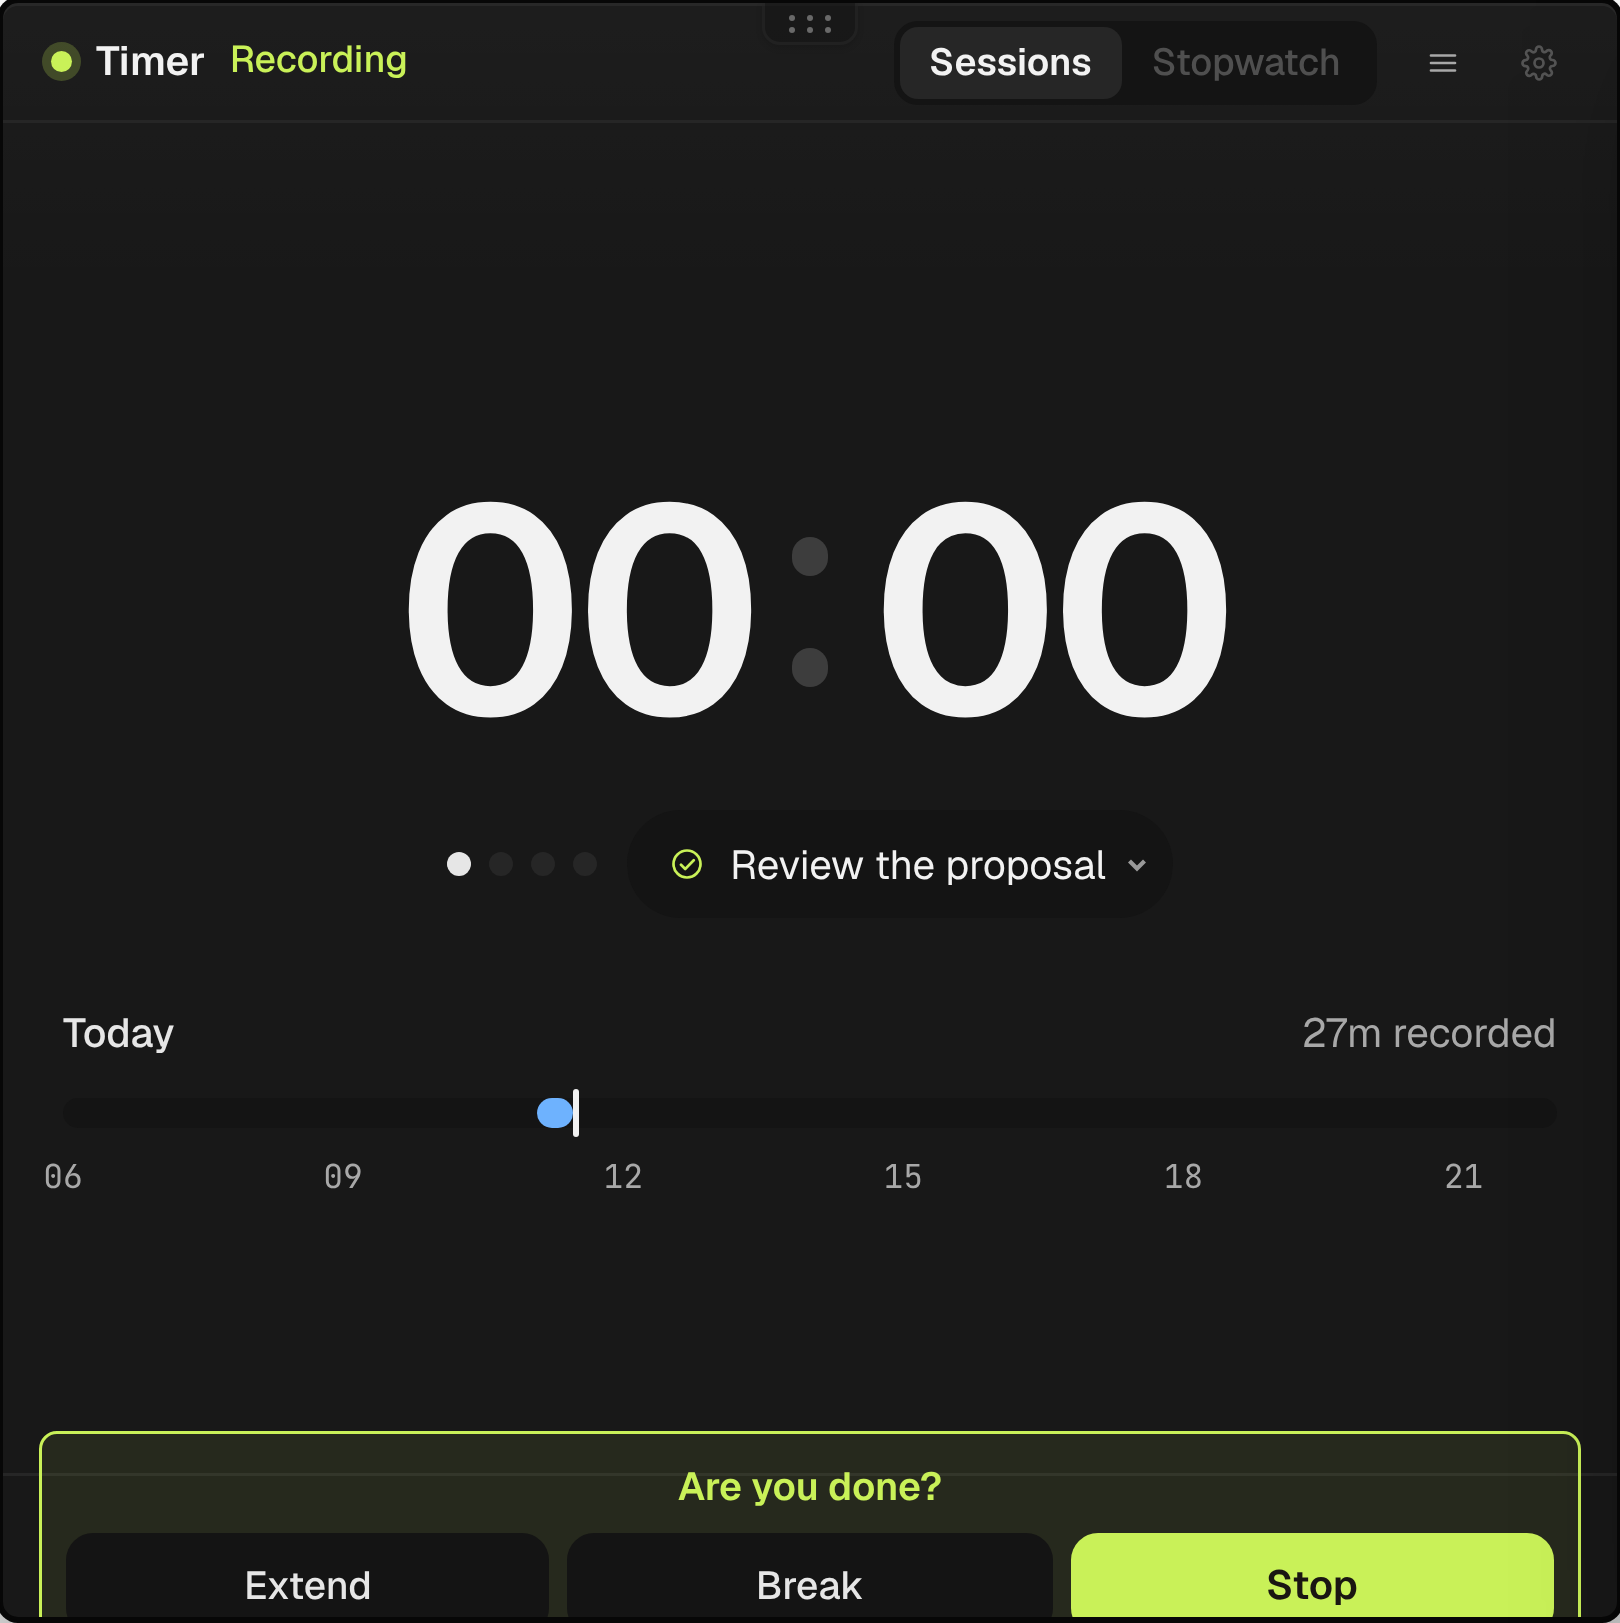 Timer Recording Sessions Stopwatch
00:00
Review the proposal
Today 27m recorded
06 09 12 15 18 21
Are you done?
Extend Break Stop